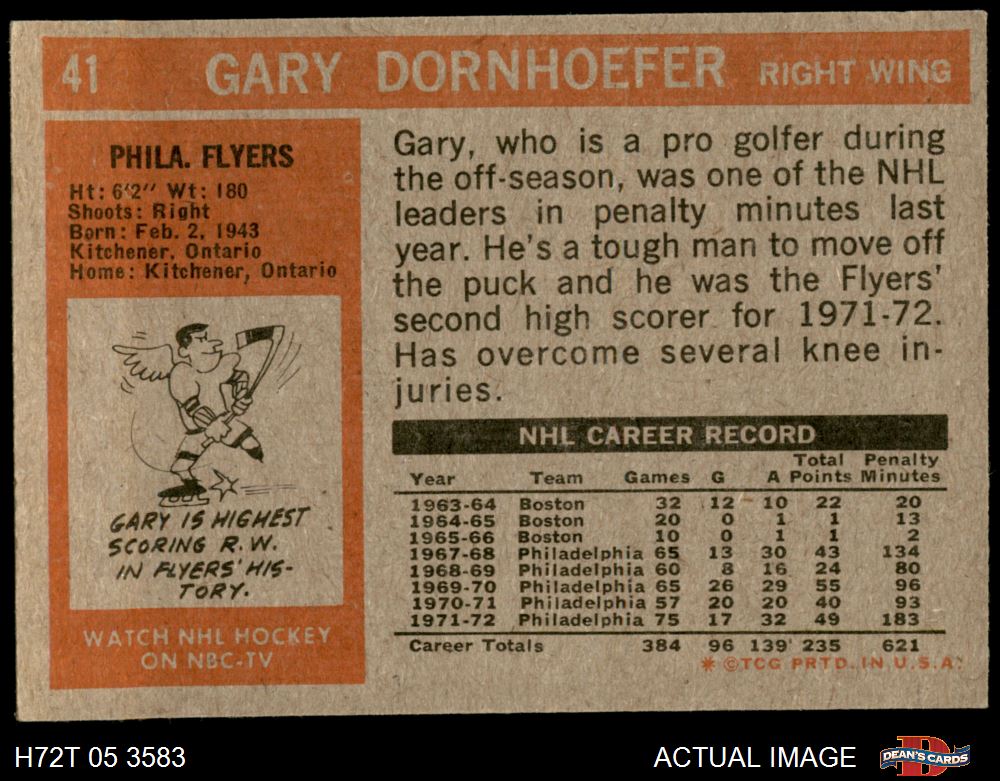 41 GARY DORNHOEFER RIGHT WING
PHILA. FLYERS
Ht: 6'2" Wt: 180
Shoots: Right
Born: Feb. 2, 1943
Kitchener, Ontario
Home: Kitchener, Ontario
GARY IS HIGHEST
SCORING R.W.
IN FLYERS' HIS-
TORY.
WATCH NHL HOCKEY
ON NBC-TV
Gary, who is a pro golfer during
the off-season, was one of the NHL
leaders in penalty minutes last
year. He's a tough man to move off
the puck and he was the Flyers'
second high scorer for 1971-72.
Has overcome several knee in-
juries.
NHL CAREER RECORD
Year Team Games G A Total Points Penalty Minutes
1963-64 Boston 32 12 10 22 20
1964-65 Boston 20 0 1 1 13
1965-66 Boston 10 0 1 1 2
1967-68 Philadelphia 65 13 30 43 134
1968-69 Philadelphia 60 8 16 24 80
1969-70 Philadelphia 65 26 29 55 96
1970-71 Philadelphia 57 20 20 40 93
1971-72 Philadelphia 75 17 32 49 183
Career Totals 384 96 139 235 621
* ©TCG PRTD. IN U.S.A.
H72T 05 3583
ACTUAL IMAGE
DEAN'S CARDS